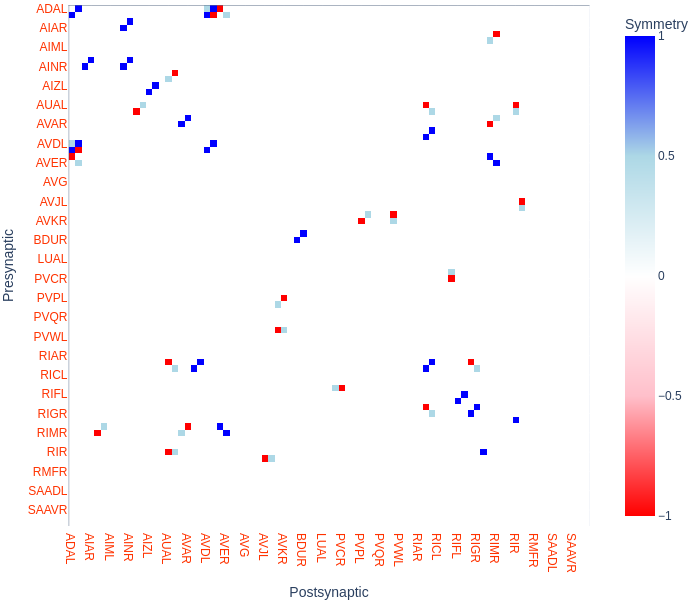 Symmetry
1
0.5
0
−0.5
−1
Presynaptic
ADAL
AIAR
AIML
AINR
AIZL
AUAL
AVAR
AVDL
AVER
AVG
AVJL
AVKR
BDUR
LUAL
PVCR
PVPL
PVQR
PVWL
RIAR
RICL
RIFL
RIGR
RIMR
RIR
RMFR
SAADL
SAAVR
ADAL
AIAR
AIML
AINR
AIZL
AUAL
AVAR
AVDL
AVER
AVG
AVJL
AVKR
BDUR
LUAL
PVCR
PVPL
PVQR
PVWL
RIAR
RICL
RIFL
RIGR
RIMR
RIR
RMFR
SAADL
SAAVR
Postsynaptic